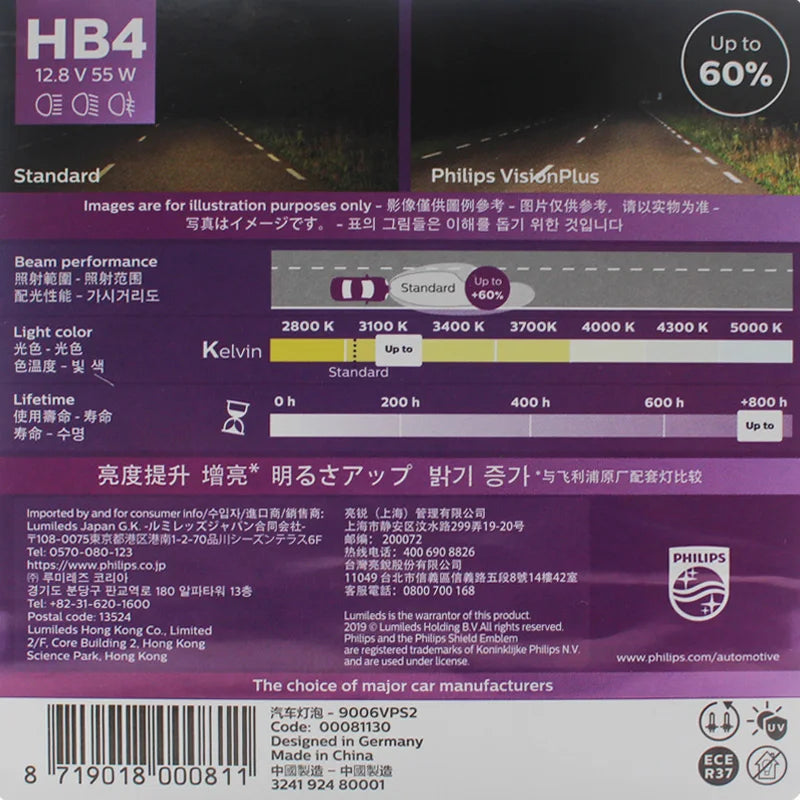 HB4
12.8 V 55 W
Up to
60%
Standard
Philips VisionPlus
Images are for illustration purposes only - 影像僅供圖例參考 - 图片仅供参考，请以实物为准 -
写真はイメージです。 - 표의 그림들은 이해를 돕기 위한 것입니다
Beam performance
照射範圍 - 照射范围
配光性能 - 가시거리도
Standard
Up to
+60%
Light color
光色 - 光色
色温度 - 빛 색
Kelvin
2800 K 3100 K 3400 K 3700K 4000 K 4300 K 5000 K
Up to
Standard
Lifetime
使用壽命 - 寿命
寿命 - 수명
0 h 200 h 400 h 600 h +800 h
Up to
亮度提升 增亮* 明るさアップ 밝기 증가 *与飞利浦原厂配套灯比较
Imported by and for consumer info/수입자/進口商/銷售商:
Lumileds Japan G.K. -ルミレッズジャパン合同会社-
〒108-0075東京都港区港南1-2-70品川シーズンテラス6F
Tel: 0570-080-123
https://www.philips.co.jp
㈜ 루미레즈 코리아
경기도 분당구 판교역로 180 알파타워 13층
Tel: +82-31-620-1600
Postal code: 13524
Lumileds Hong Kong Co., Limited
2/F, Core Building 2, Hong Kong
Science Park, Hong Kong
亮锐（上海）管理有限公司
上海市静安区汶水路299弄19-20号
邮编： 200072
热线电话： 400 690 8826
台灣亮銳股份有限公司
11049 台北市信義區信義路五段8號14樓42室
客服電話： 0800 700 168
Lumileds is the warrantor of this product.
2019 © Lumileds Holding B.V. All rights reserved.
Philips and the Philips Shield Emblem
are registered trademarks of Koninklijke Philips N.V.
and are used under license.
PHILIPS
www.philips.com/automotive
The choice of major car manufacturers
8 719018 000811
汽车灯泡 - 9006VPS2
Code: 00081130
Designed in Germany
Made in China
中國製造 - 中国製造
3241 924 80001
UV
ECE
R37